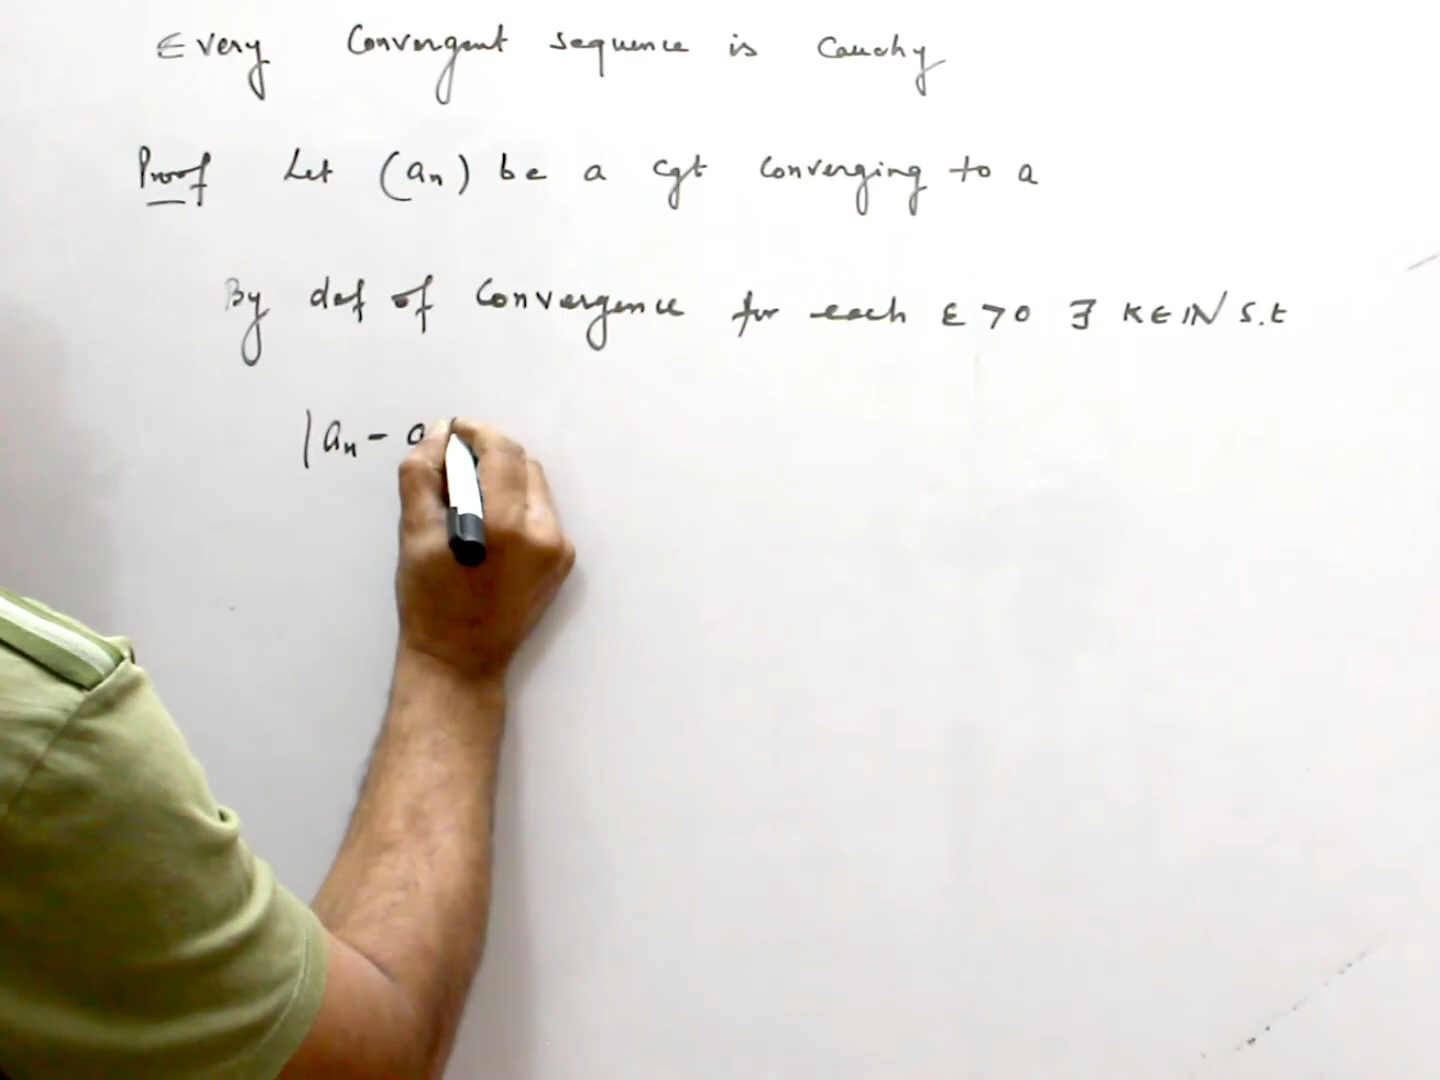 Every Convergent sequence is Cauchy
Proof Let (aₙ) be a cgt converging to a
By def of Convergence for each ε > 0 ∃ K ∈ ℕ s.t
|aₙ - a|